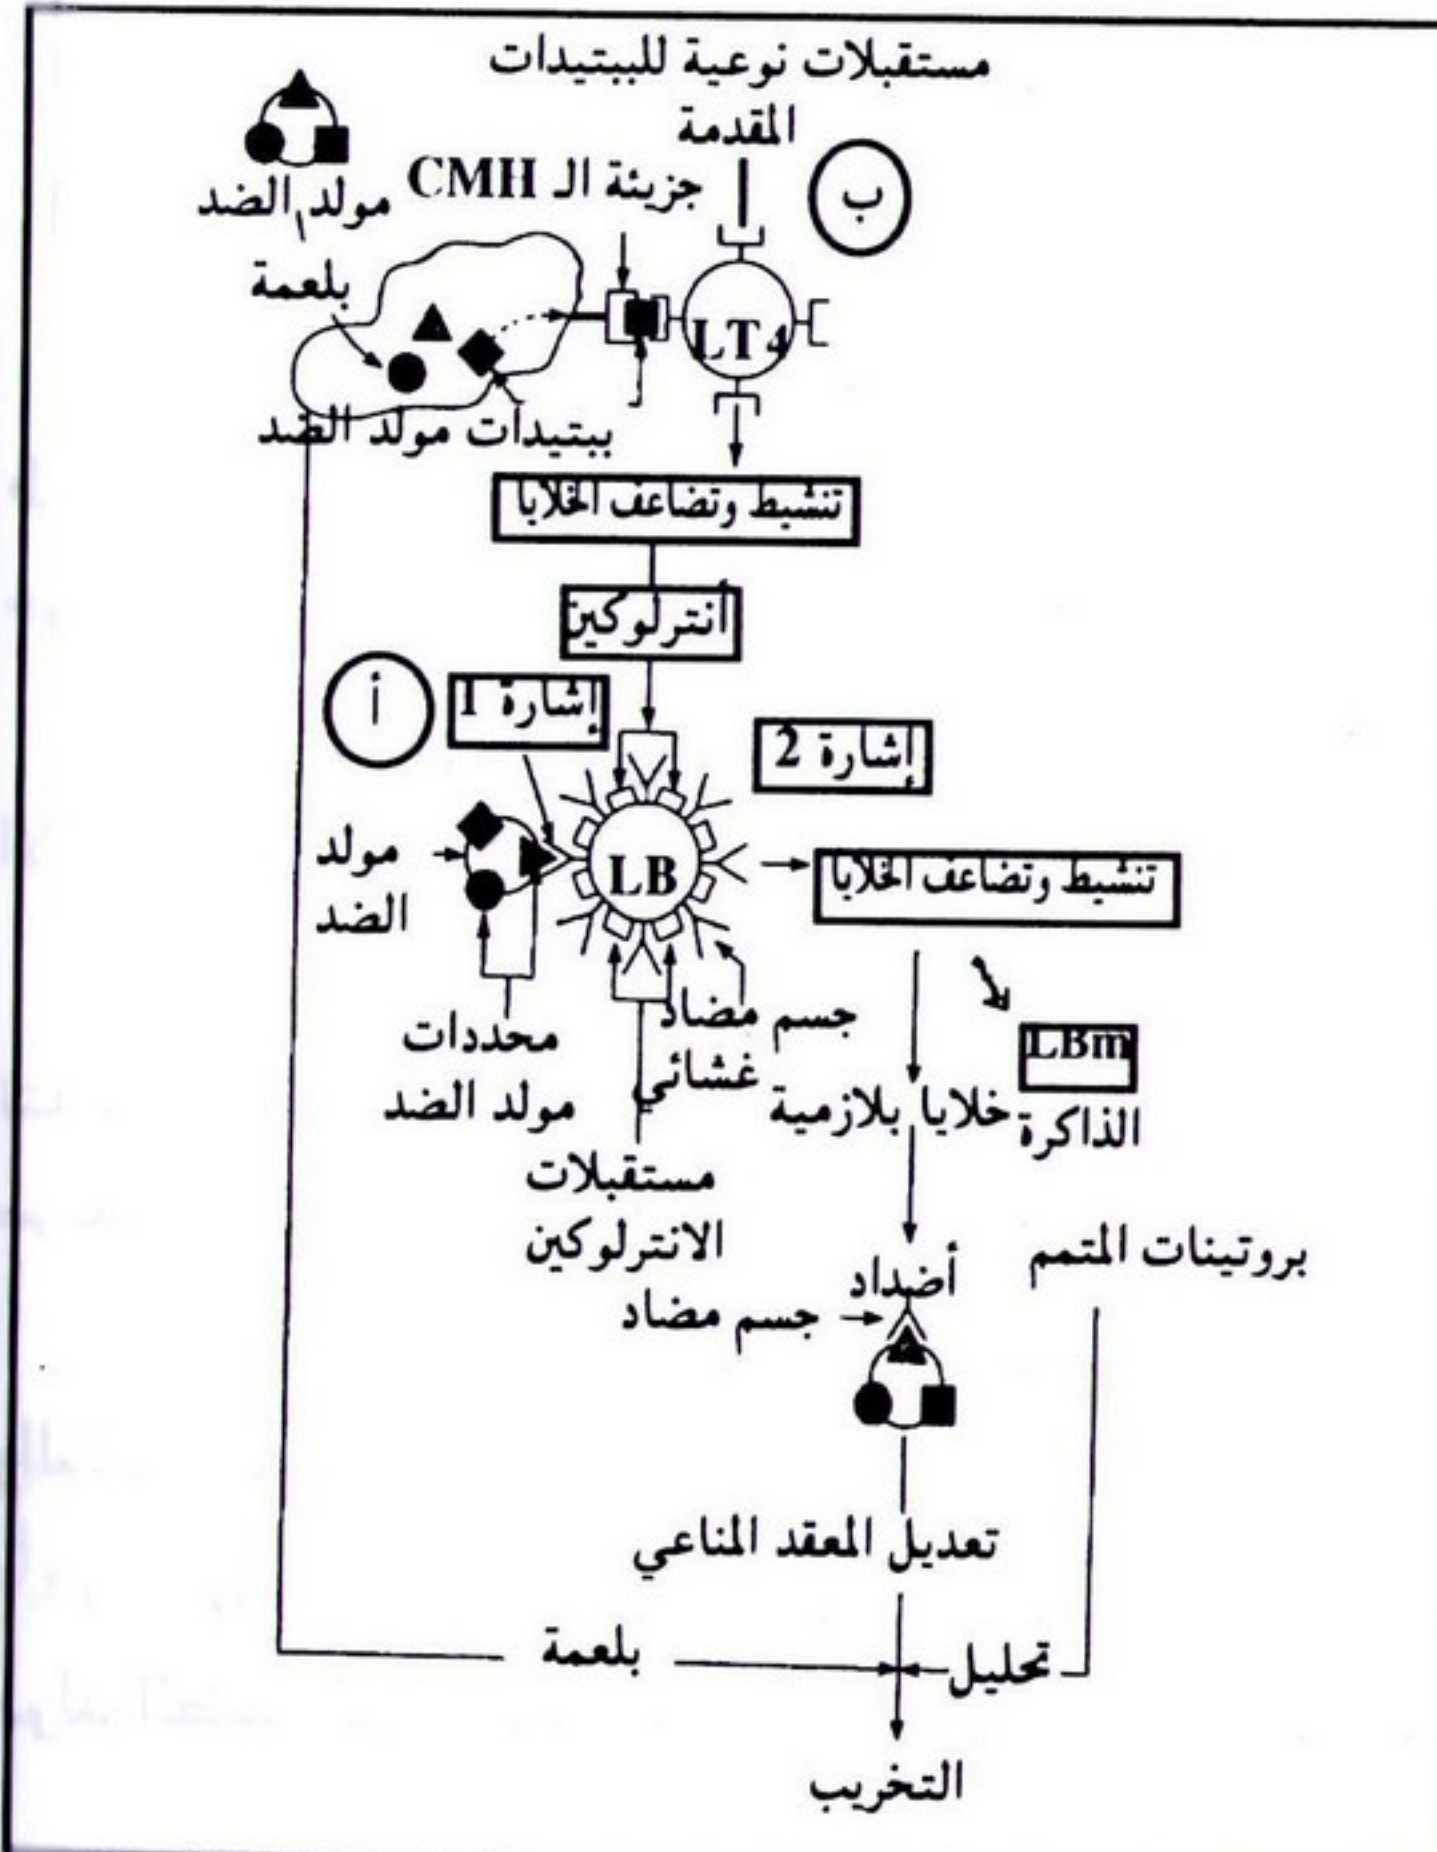 مستقبلات نوعية للببتيدات
المقدمة
ب
جزيئة الـ CMH
مولد الضد
بلعمة
LT4
ببتيدات مولد الضد
تنشيط وتضاعف الخلايا
أنترلوكين
أ
إشارة 1
إشارة 2
مولد
الضد
LB
تنشيط وتضاعف الخلايا
محددات
مولد الضد
جسم مضاد
غشائي
LBm
الذاكرة
خلايا بلازمية
مستقبلات
الانترلوكين
بروتينات المتمم
أضداد
جسم مضاد
تعديل المعقد المناعي
بلعمة
تحليل
التخريب